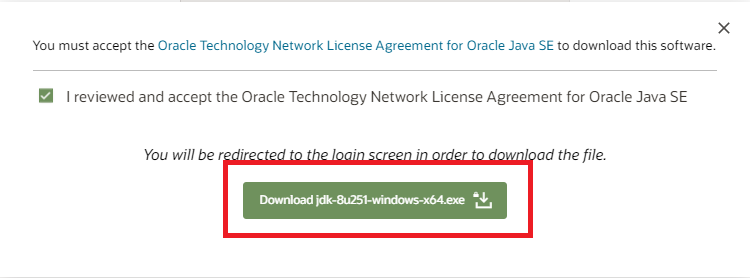 You must accept the Oracle Technology Network License Agreement for Oracle Java SE to download this software.
I reviewed and accept the Oracle Technology Network License Agreement for Oracle Java SE
You will be redirected to the login screen in order to download the file.
Download jdk-8u251-windows-x64.exe